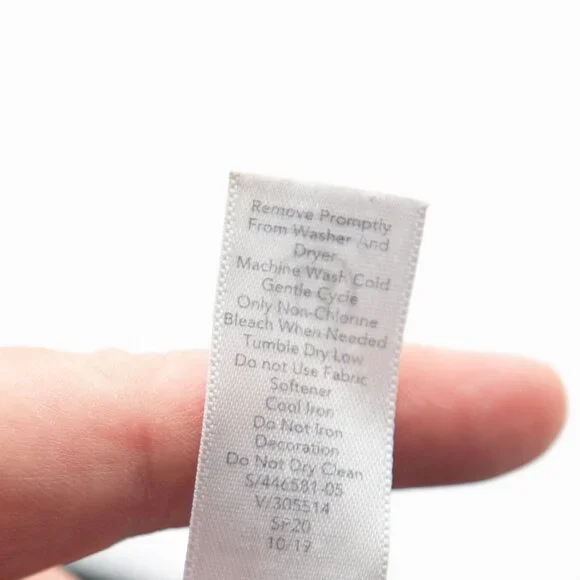 Remove Promptly
From Washer And
Dryer
Machine Wash Cold
Gentle Cycle
Only Non-Chlorine
Bleach When Needed
Tumble Dry Low
Do not Use Fabric
Softener
Cool Iron
Do Not Iron
Decoration
Do Not Dry Clean
S/446581-05
V/305514
SP20
10/19